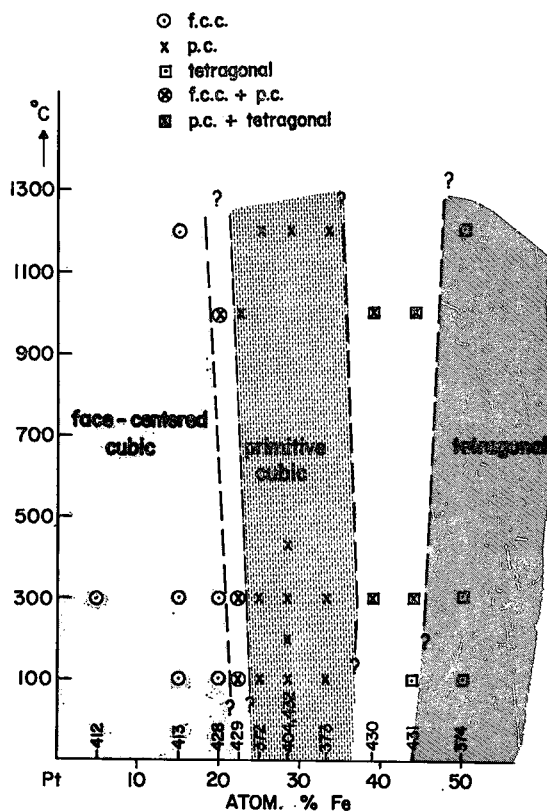 f.c.c.
p.c.
tetragonal
f.c.c. + p.c.
p.c. + tetragonal
°C
1300
1100
900
700
500
300
100
?
?
?
?
face-centered
cubic
primitive
cubic
tetragonal
?
?
?
?
412
413
428
429
372
404,432
373
430
431
374
Pt
10
20
30
40
50
ATOM. % Fe